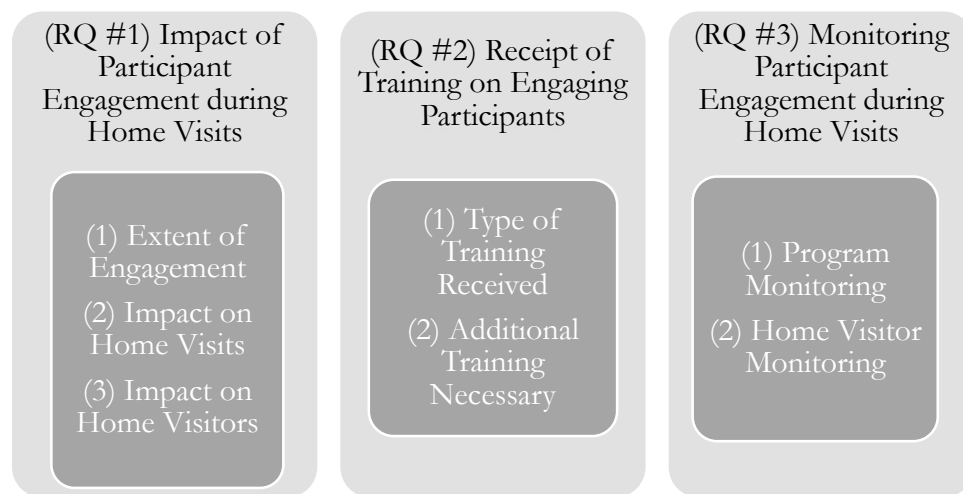 (RQ #1) Impact of
Participant
Engagement during
Home Visits
(1) Extent of
Engagement
(2) Impact on
Home Visits
(3) Impact on
Home Visitors
(RQ #2) Receipt of
Training on Engaging
Participants
(1) Type of
Training
Received
(2) Additional
Training
Necessary
(RQ #3) Monitoring
Participant
Engagement during
Home Visits
(1) Program
Monitoring
(2) Home Visitor
Monitoring